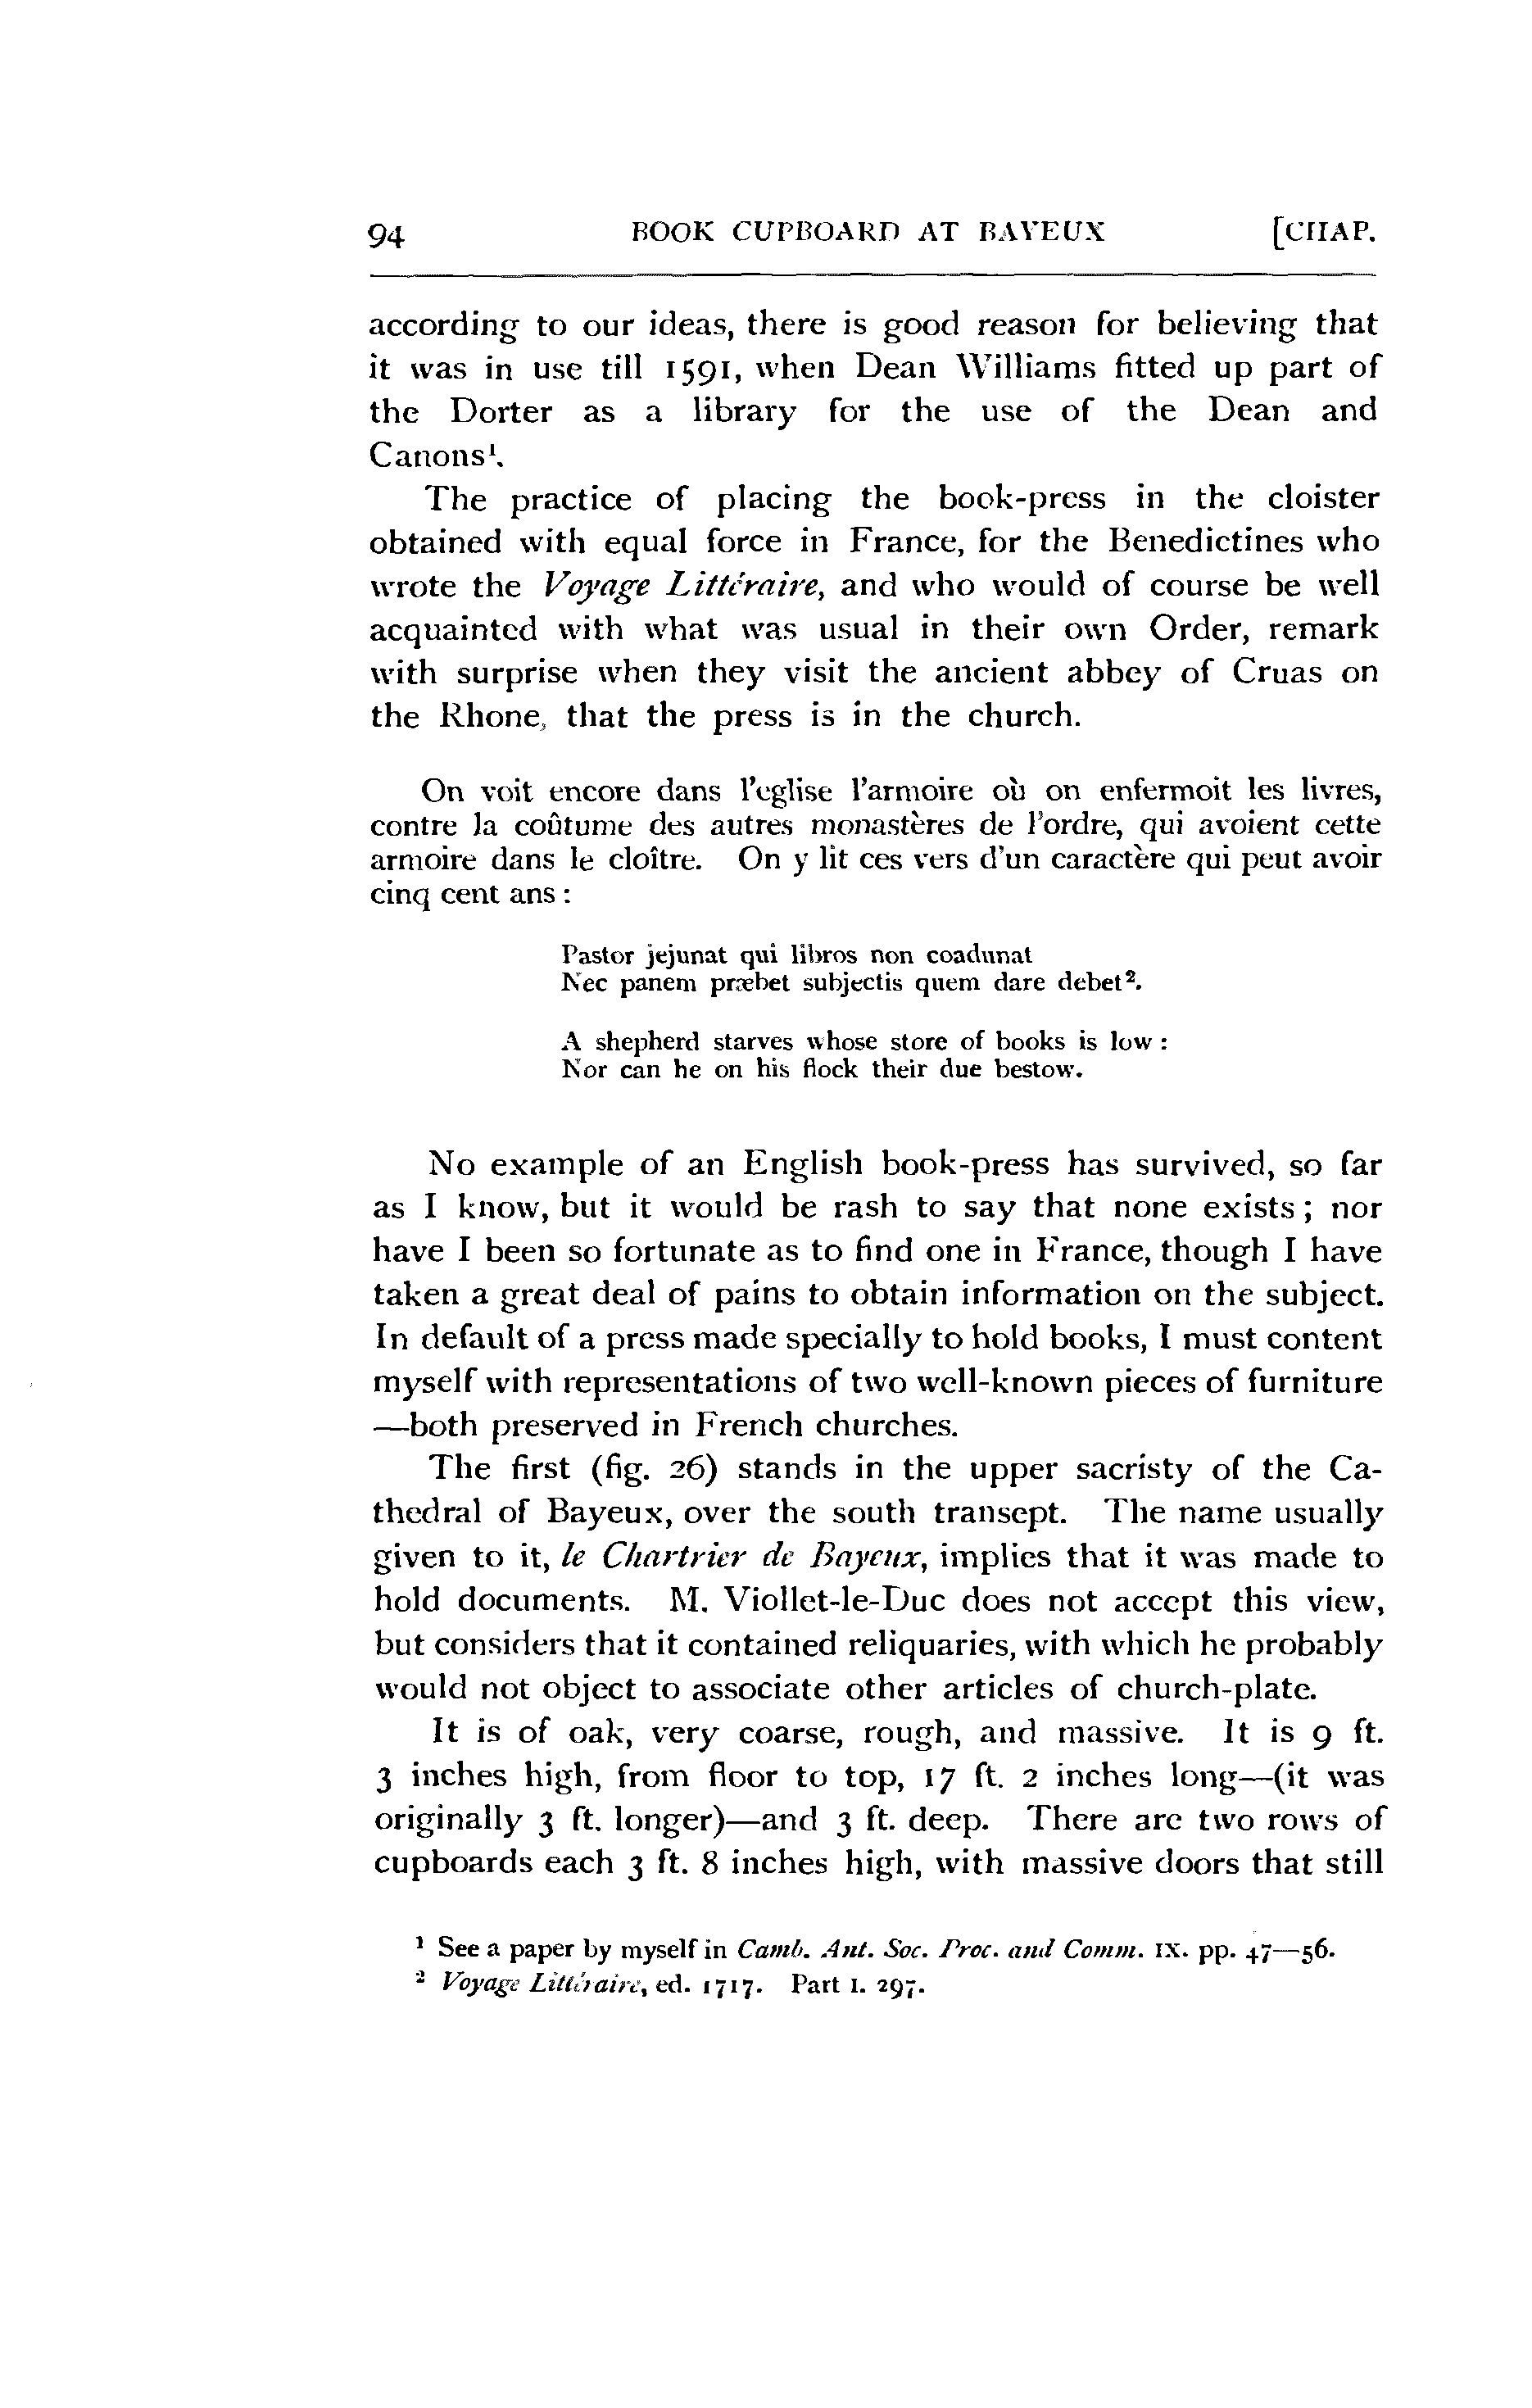 94 BOOK CUPBOARD AT BAYEUX [CHAP.
according to our ideas, there is good reason for believing that
it was in use till 1591, when Dean Williams fitted up part of
the Dorter as a library for the use of the Dean and
Canons¹.
The practice of placing the book-press in the cloister
obtained with equal force in France, for the Benedictines who
wrote the Voyage Littéraire, and who would of course be well
acquainted with what was usual in their own Order, remark
with surprise when they visit the ancient abbey of Cruas on
the Rhone, that the press is in the church.
On voit encore dans l'eglise l'armoire où on enfermoit les livres,
contre la coûtume des autres monastères de l'ordre, qui avoient cette
armoire dans le cloître. On y lit ces vers d'un caractère qui peut avoir
cinq cent ans :
Pastor jejunat qui libros non coadunat
Nec panem præbet subjectis quem dare debet².
A shepherd starves whose store of books is low :
Nor can he on his flock their due bestow.
No example of an English book-press has survived, so far
as I know, but it would be rash to say that none exists; nor
have I been so fortunate as to find one in France, though I have
taken a great deal of pains to obtain information on the subject.
In default of a press made specially to hold books, I must content
myself with representations of two well-known pieces of furniture
—both preserved in French churches.
The first (fig. 26) stands in the upper sacristy of the Ca-
thedral of Bayeux, over the south transept. The name usually
given to it, le Chartrier de Bayeux, implies that it was made to
hold documents. M. Viollet-le-Duc does not accept this view,
but considers that it contained reliquaries, with which he probably
would not object to associate other articles of church-plate.
It is of oak, very coarse, rough, and massive. It is 9 ft.
3 inches high, from floor to top, 17 ft. 2 inches long—(it was
originally 3 ft. longer)—and 3 ft. deep. There are two rows of
cupboards each 3 ft. 8 inches high, with massive doors that still
¹ See a paper by myself in Camb. Ant. Soc. Proc. and Comm. IX. pp. 47—56.
² Voyage Littéraire, ed. 1717. Part I. 297.